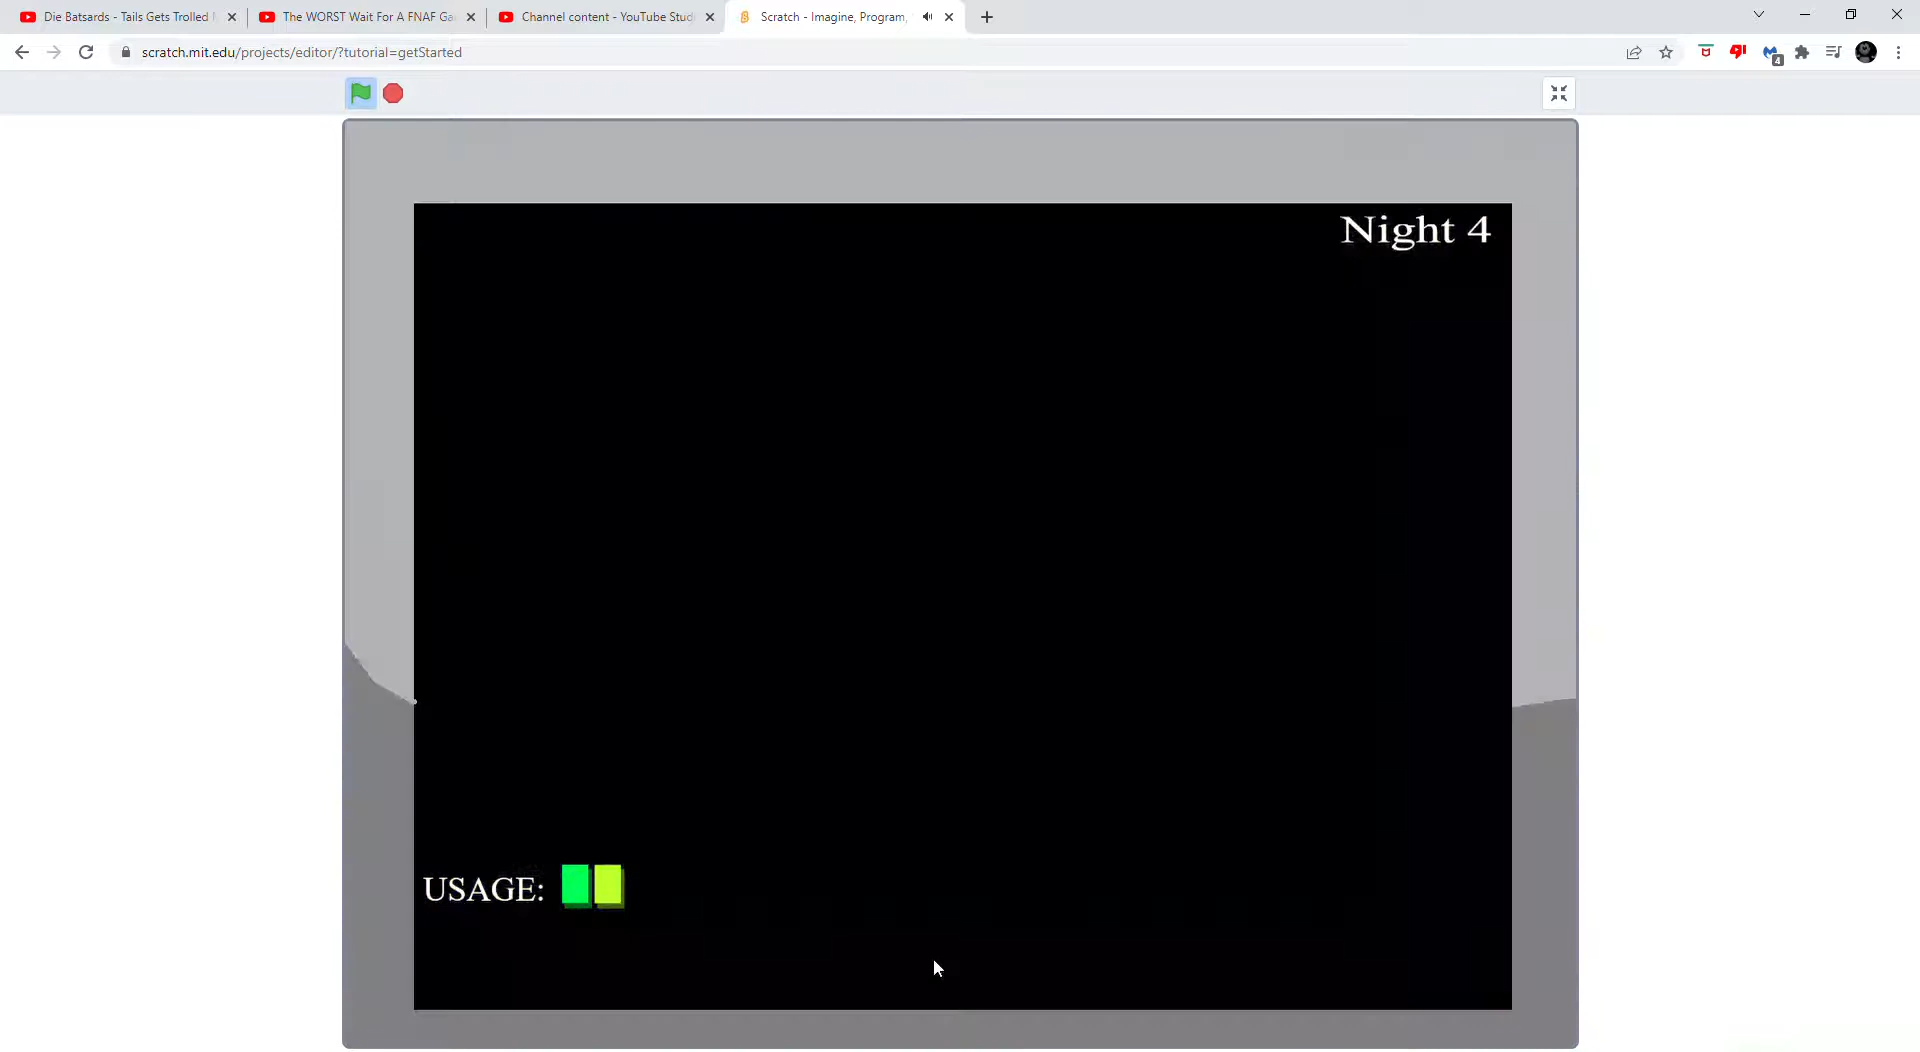 Die Batsards - Tails Gets Trolled
The WORST Wait For A FNAF Ga
Channel content - YouTube Stud
Scratch - Imagine, Program,
scratch.mit.edu/projects/editor/?tutorial=getStarted
4
Night 4
USAGE: